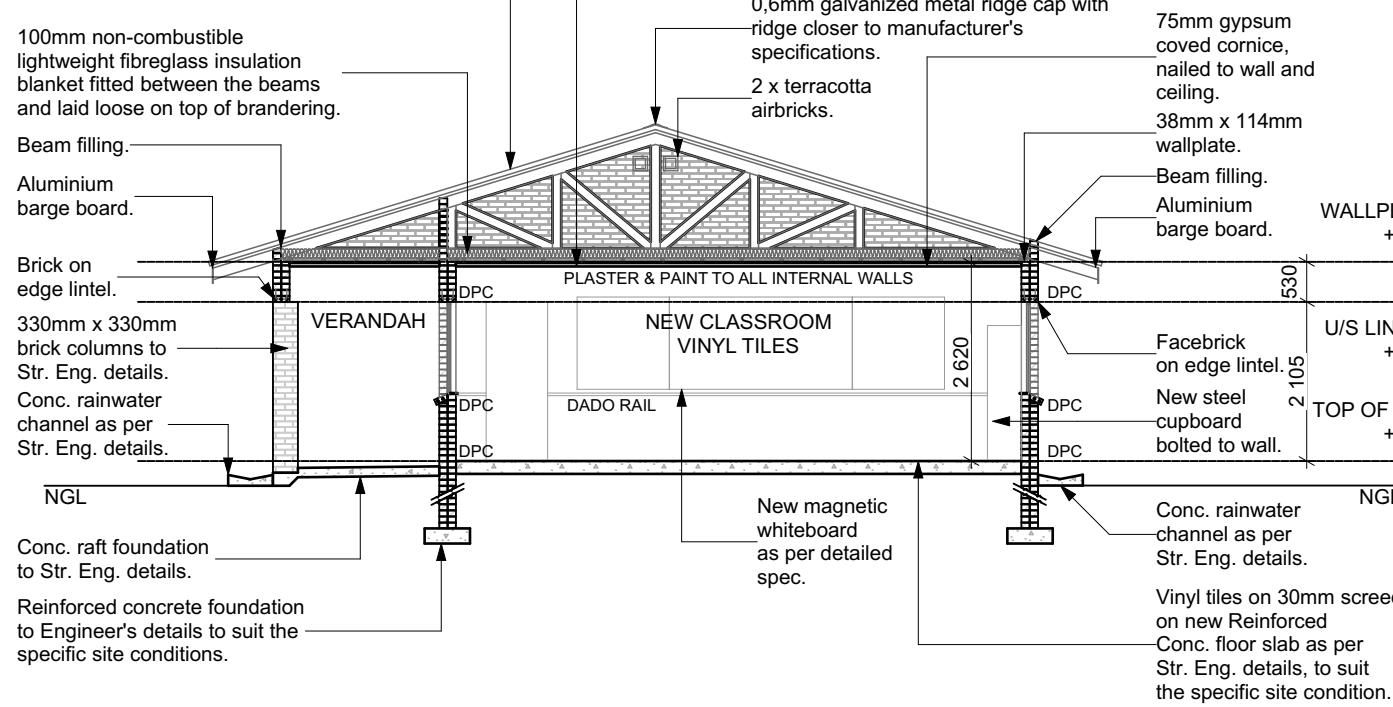 0,6mm galvanized metal ridge cap with
ridge closer to manufacturer's
specifications.
2 x terracotta
airbricks.
75mm gypsum
coved cornice,
nailed to wall and
ceiling.
38mm x 114mm
wallplate.
Beam filling.
Aluminium
barge board.
100mm non-combustible
lightweight fibreglass insulation
blanket fitted between the beams
and laid loose on top of brandering.
Beam filling.
Aluminium
barge board.
Brick on
edge lintel.
330mm x 330mm
brick columns to
Str. Eng. details.
Conc. rainwater
channel as per
Str. Eng. details.
NGL
Conc. raft foundation
to Str. Eng. details.
Reinforced concrete foundation
to Engineer's details to suit the
specific site conditions.
PLASTER & PAINT TO ALL INTERNAL WALLS
DPC
VERANDAH
NEW CLASSROOM
VINYL TILES
DPC
DADO RAIL
DPC
2 620
DPC
DPC
DPC
530
2 105
Facebrick
on edge lintel.
New steel
cupboard
bolted to wall.
WALLPL
+
U/S LIN
+
TOP OF
+
NGL
New magnetic
whiteboard
as per detailed
spec.
Conc. rainwater
channel as per
Str. Eng. details.
Vinyl tiles on 30mm screed
on new Reinforced
Conc. floor slab as per
Str. Eng. details, to suit
the specific site condition.